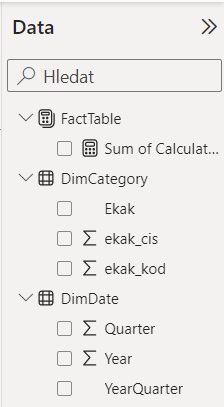 Data
Hledat
FactTable
Sum of Calculat...
DimCategory
Ekak
ekak_cis
ekak_kod
DimDate
Quarter
Year
YearQuarter